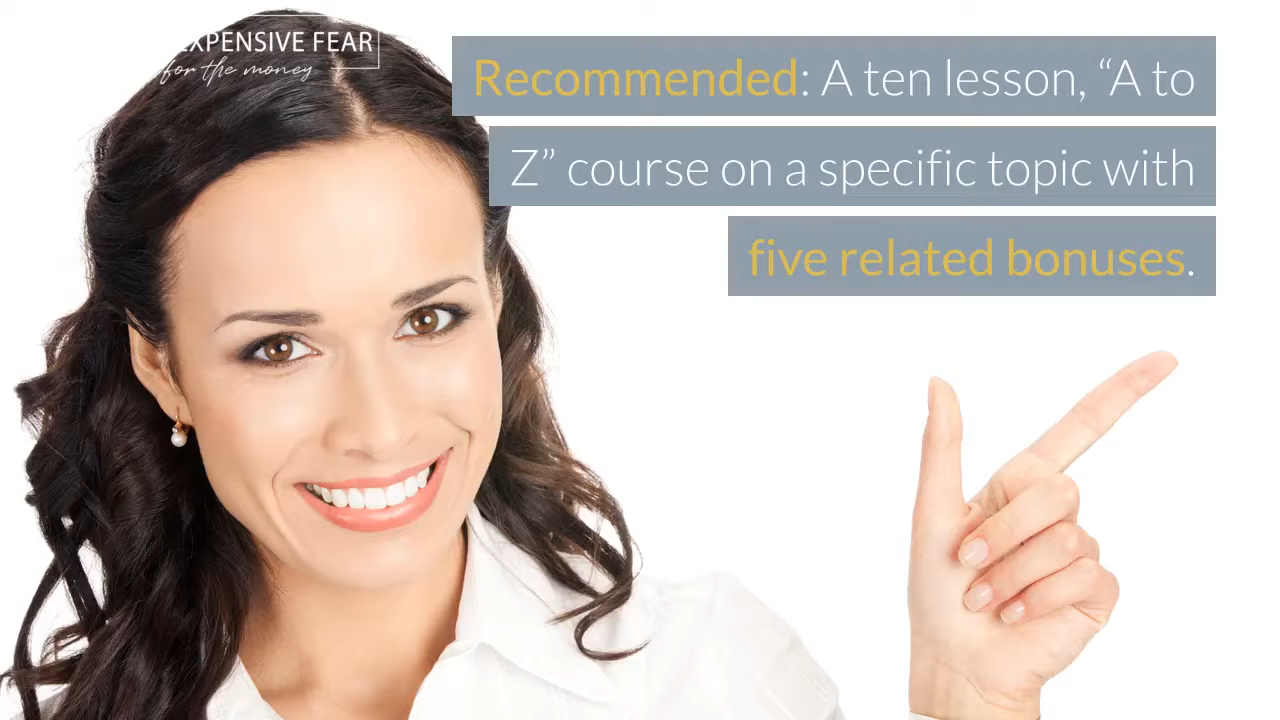 EXPENSIVE FEAR
for the money
Recommended: A ten lesson, “A to
Z” course on a specific topic with
five related bonuses.